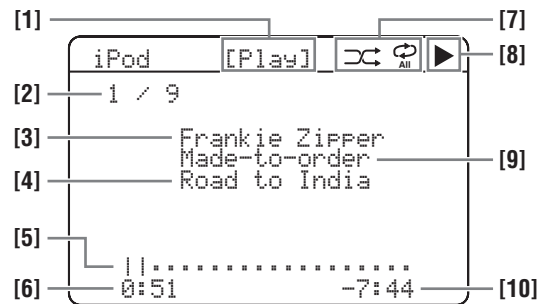 [1]
[7]
iPod [Play] All
[8]
[2] 1 / 9
[3] Frankie Zipper
Made-to-order [9]
[4] Road to India
[5]
[6] 0:51 -7:44 [10]